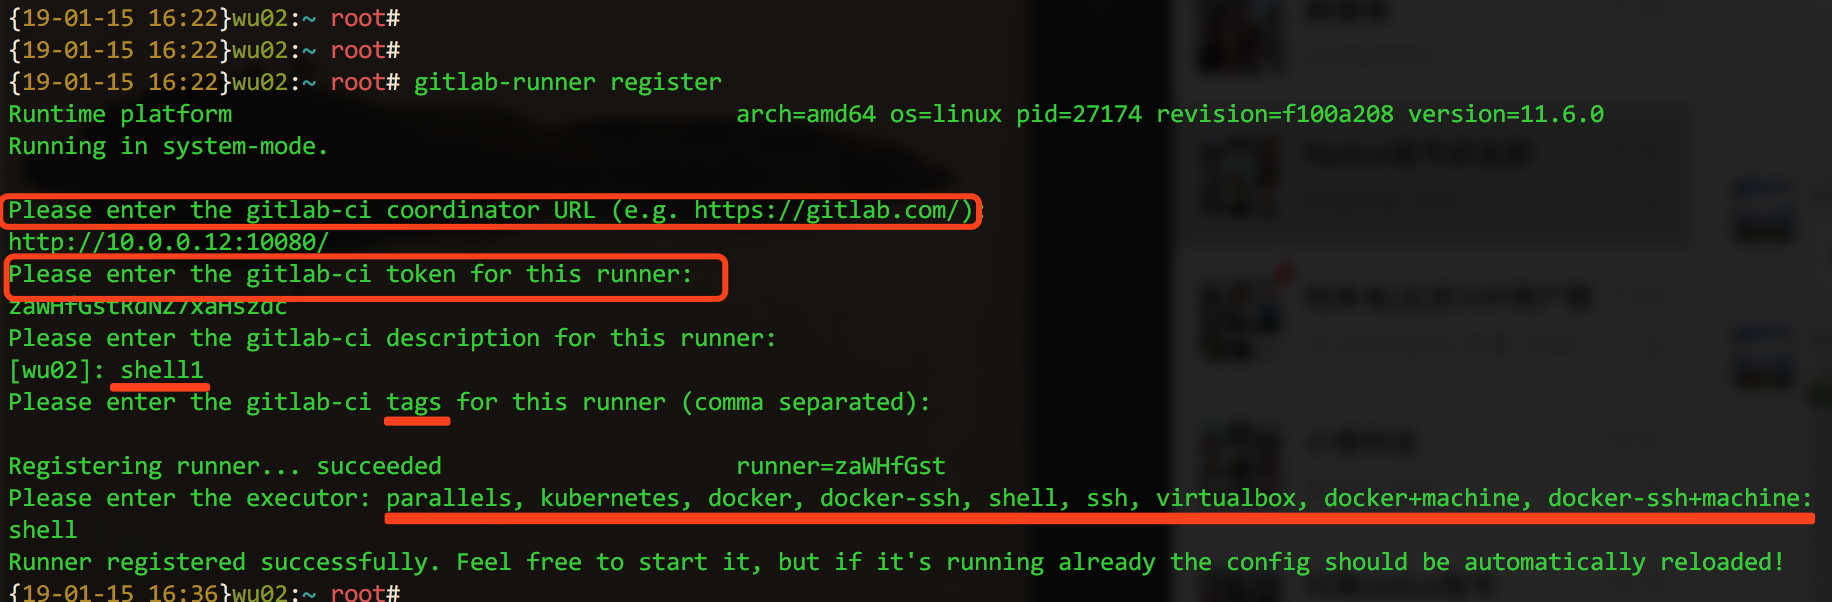 {19-01-15 16:22}wu02:~ root#
{19-01-15 16:22}wu02:~ root#
{19-01-15 16:22}wu02:~ root# gitlab-runner register
Runtime platform arch=amd64 os=linux pid=27174 revision=f100a208 version=11.6.0
Running in system-mode.
Please enter the gitlab-ci coordinator URL (e.g. https://gitlab.com/):
http://10.0.0.12:10080/
Please enter the gitlab-ci token for this runner:
zaWHfGstRdNZ7xaHszdc
Please enter the gitlab-ci description for this runner:
[wu02]: shell1
Please enter the gitlab-ci tags for this runner (comma separated):
Registering runner... succeeded runner=zaWHfGst
Please enter the executor: parallels, kubernetes, docker, docker-ssh, shell, ssh, virtualbox, docker+machine, docker-ssh+machine:
shell
Runner registered successfully. Feel free to start it, but if it's running already the config should be automatically reloaded!
{19-01-15 16:36}wu02:~ root#